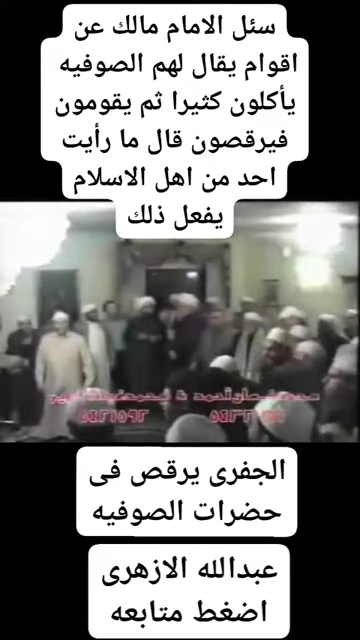 سئل الامام مالك عن
اقوام يقال لهم الصوفيه
يأكلون كثيرا ثم يقومون
فيرقصون قال ما رأيت
احد من اهل الاسلام
يفعل ذلك
الجفرى يرقص فى
حضرات الصوفيه
عبدالله الازهرى
اضغط متابعه